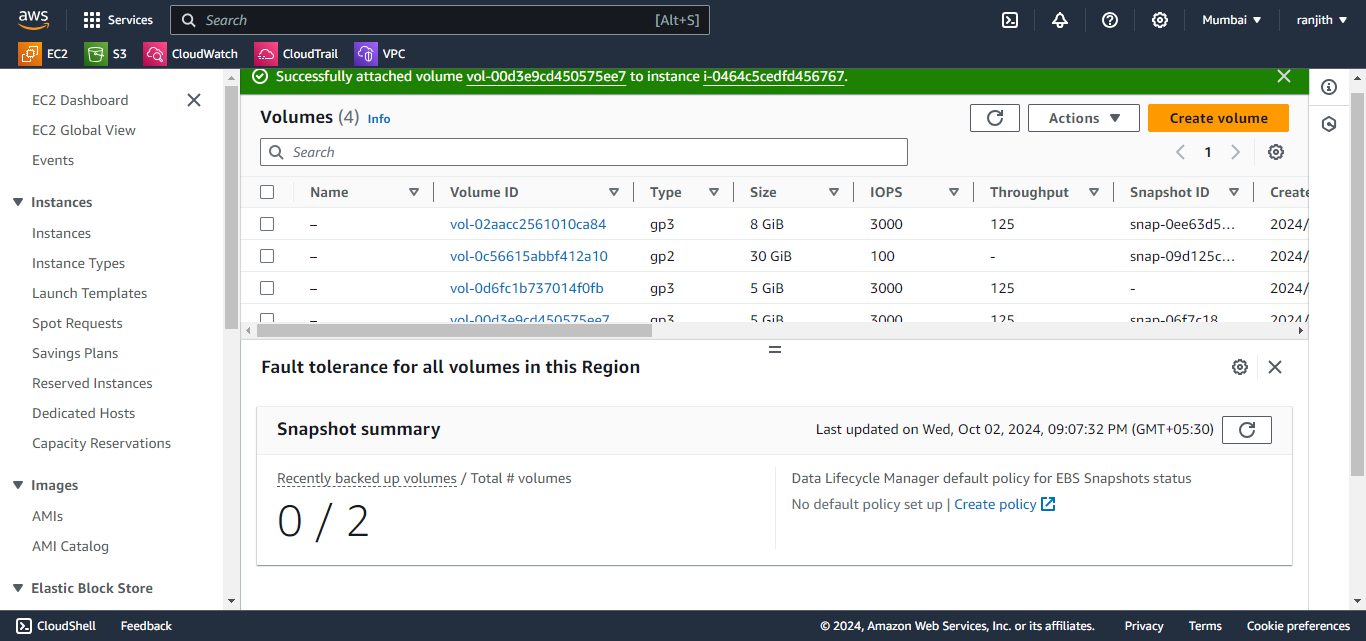 aws
Services
Search
[Alt+S]
Mumbai
ranjith
EC2
S3
CloudWatch
CloudTrail
VPC
EC2 Dashboard
EC2 Global View
Events
Instances
Instances
Instance Types
Launch Templates
Spot Requests
Savings Plans
Reserved Instances
Dedicated Hosts
Capacity Reservations
Images
AMIs
AMI Catalog
Elastic Block Store
Successfully attached volume vol-00d3e9cd450575ee7 to instance i-0464c5cedfd456767.
Volumes (4) Info
Actions
Create volume
Search
1
Name Volume ID Type Size IOPS Throughput Snapshot ID Create
– vol-02aacc2561010ca84 gp3 8 GiB 3000 125 snap-0ee63d5... 2024/
– vol-0c56615abbf412a10 gp2 30 GiB 100 - snap-09d125c... 2024/
– vol-0d6fc1b737014f0fb gp3 5 GiB 3000 125 - 2024/
– vol-00d3e9cd450575ee7 gp3 5 GiB 3000 125 snap-06f7c18 2024/
Fault tolerance for all volumes in this Region
Snapshot summary
Last updated on Wed, Oct 02, 2024, 09:07:32 PM (GMT+05:30)
Recently backed up volumes / Total # volumes
0 / 2
Data Lifecycle Manager default policy for EBS Snapshots status
No default policy set up | Create policy
CloudShell
Feedback
© 2024, Amazon Web Services, Inc. or its affiliates.
Privacy
Terms
Cookie preferences